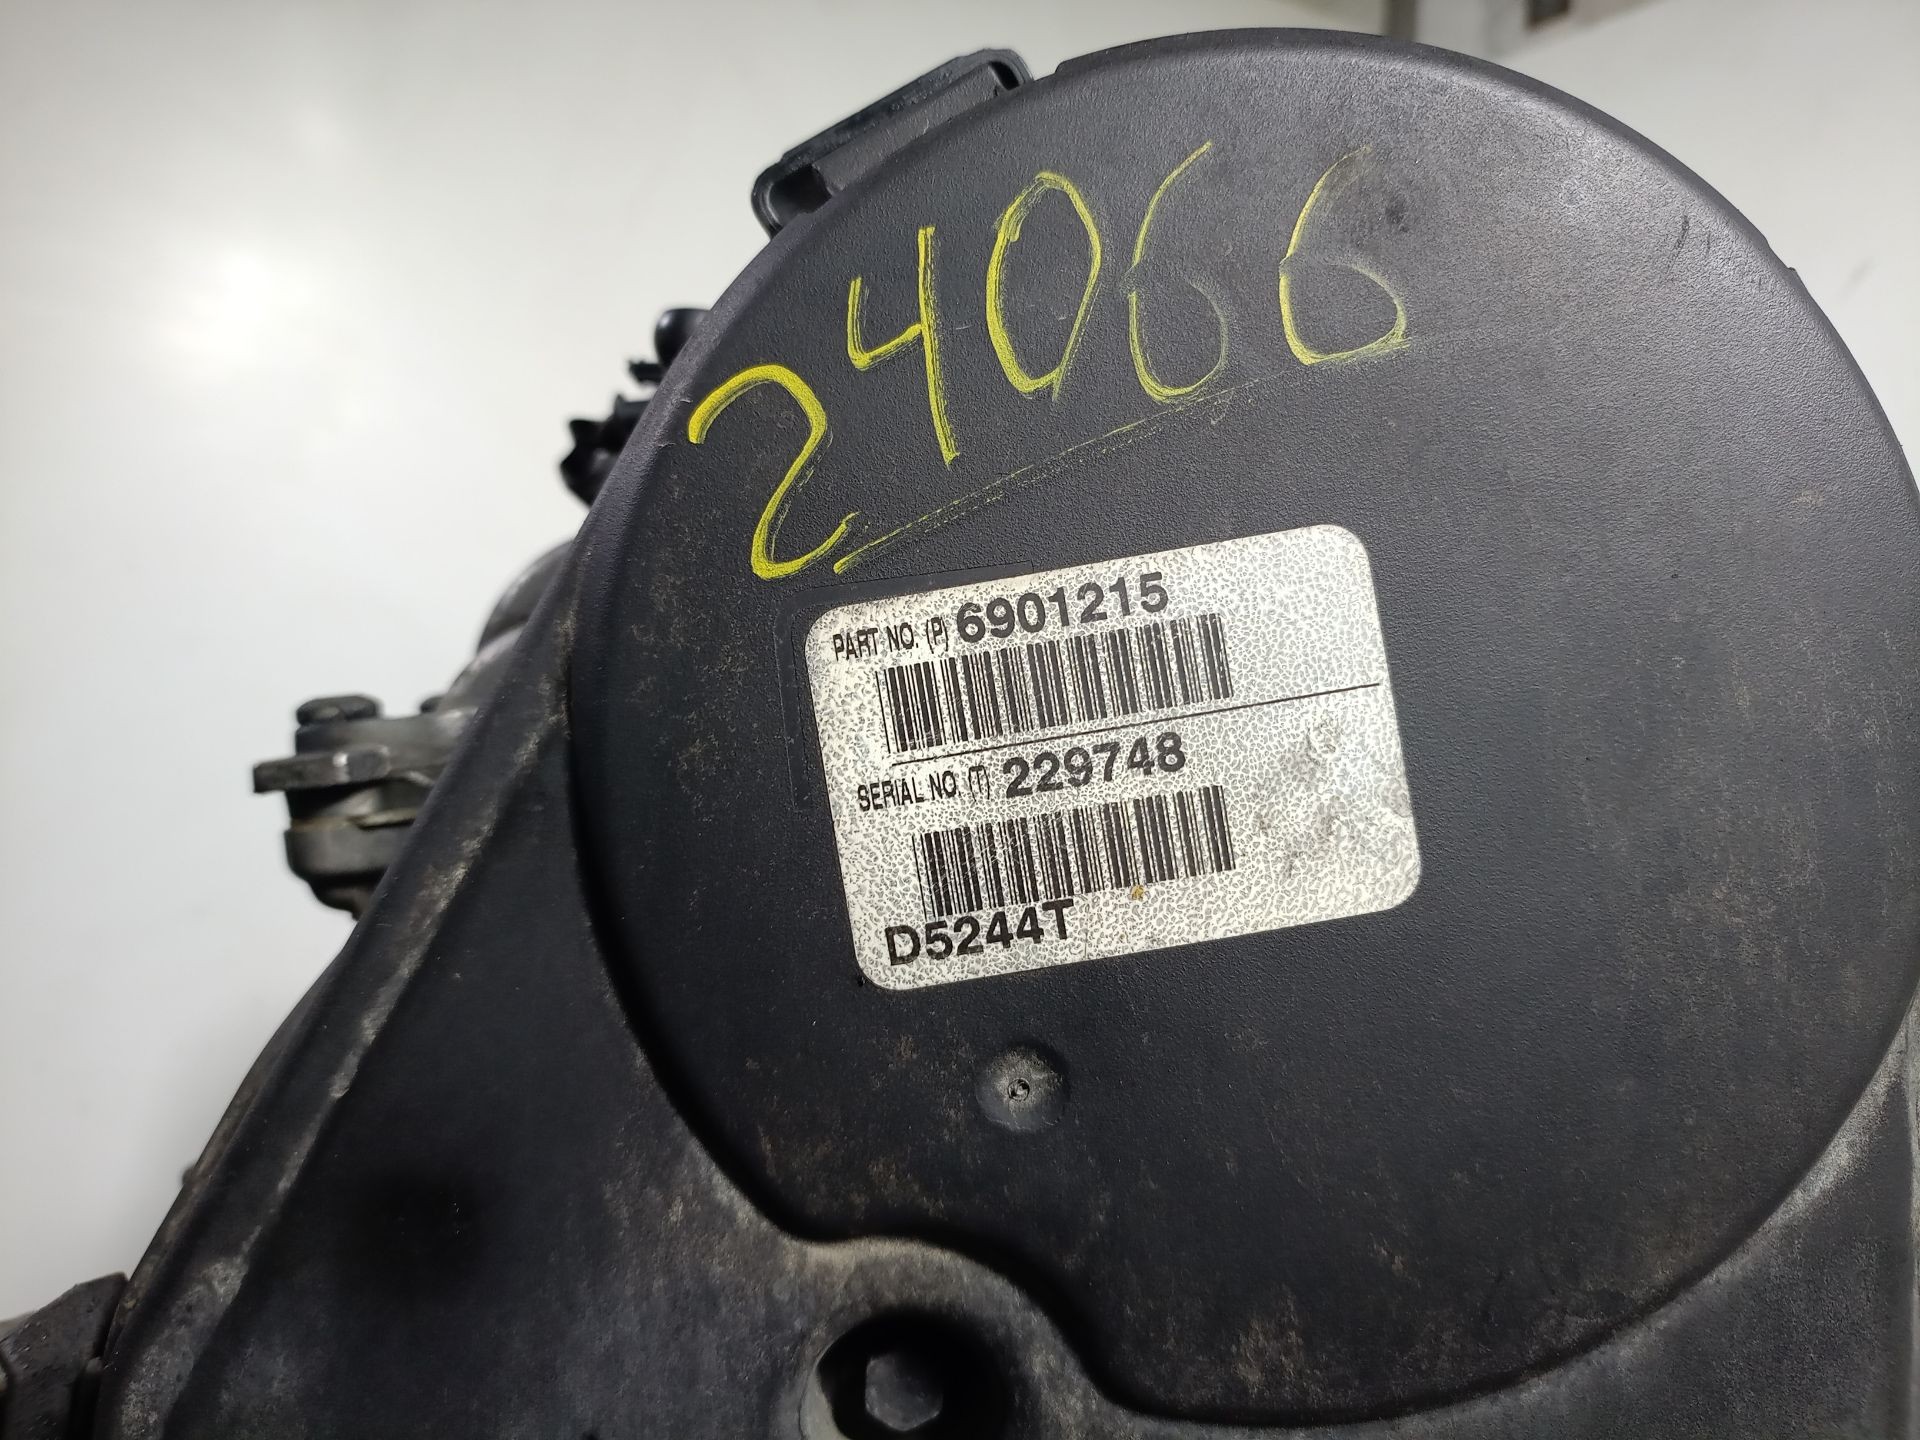 24066
PART NO. (P) 6901215
SERIAL NO. (T) 229748
D5244T